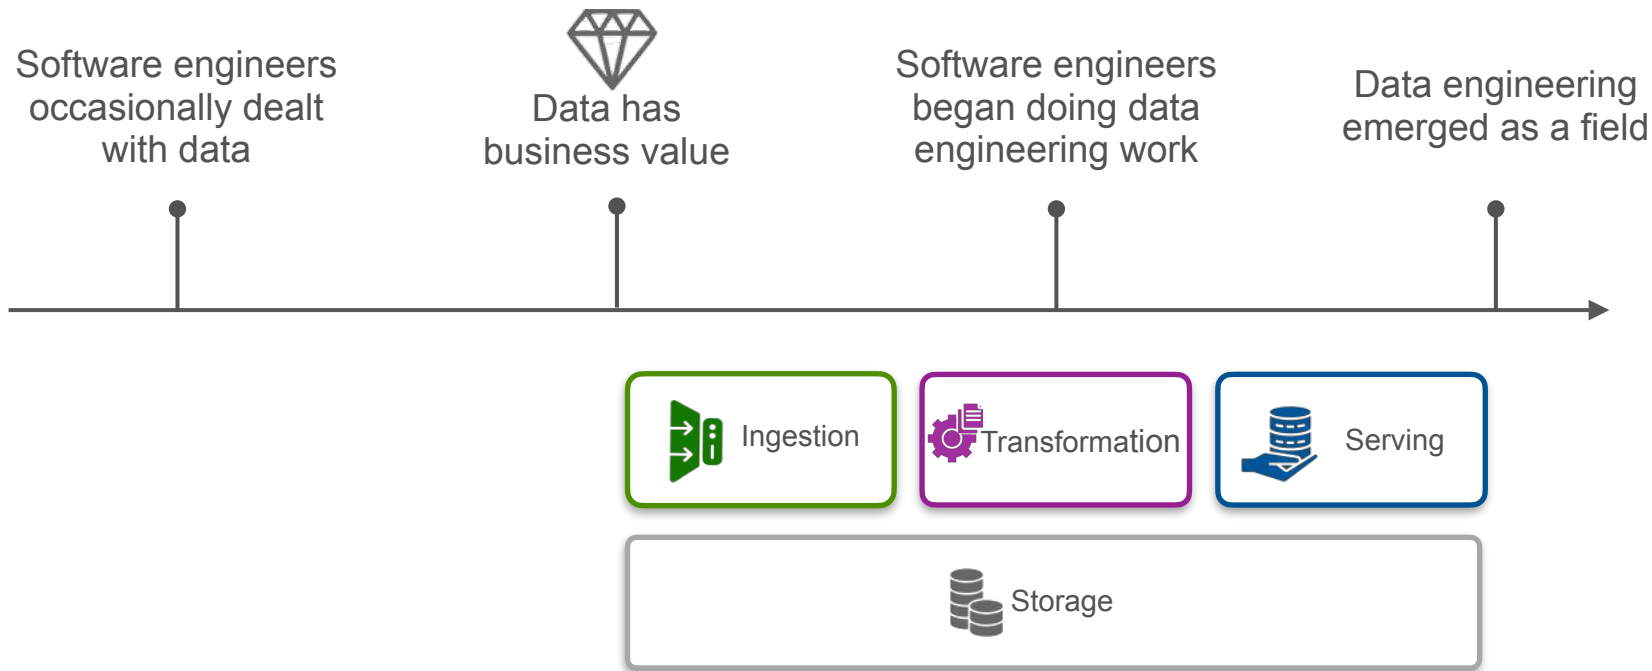 Software engineers
occasionally dealt
with data
Data has
business value
Software engineers
began doing data
engineering work
Data engineering
emerged as a field
Ingestion
Transformation
Serving
Storage